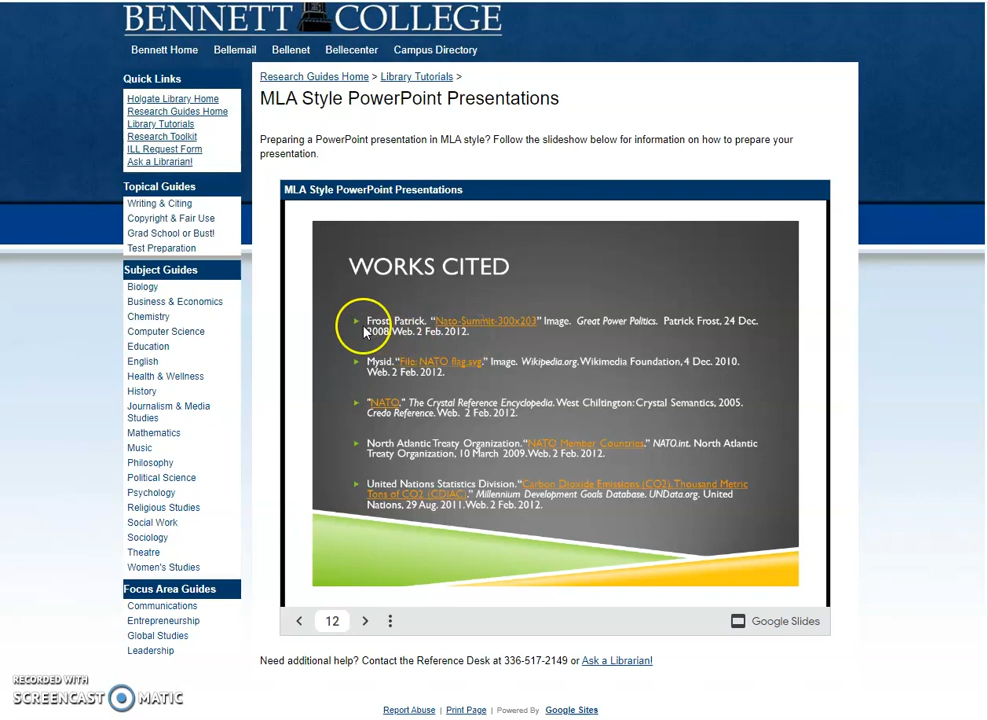 BENNETT COLLEGE
Bennett Home Bellemail Bellenet Bellecenter Campus Directory
Quick Links
Holgate Library Home
Research Guides Home
Library Tutorials
Research Toolkit
ILL Request Form
Ask a Librarian!
Topical Guides
Writing & Citing
Copyright & Fair Use
Grad School or Bust!
Test Preparation
Subject Guides
Biology
Business & Economics
Chemistry
Computer Science
Education
English
Health & Wellness
History
Journalism & Media
Studies
Mathematics
Music
Philosophy
Political Science
Psychology
Religious Studies
Social Work
Sociology
Theatre
Women's Studies
Focus Area Guides
Communications
Entrepreneurship
Global Studies
Leadership
Research Guides Home > Library Tutorials >
MLA Style PowerPoint Presentations
Preparing a PowerPoint presentation in MLA style? Follow the slideshow below for information on how to prepare your
presentation.
MLA Style PowerPoint Presentations
WORKS CITED
Frost, Patrick. “Nato-Summit-300x203” Image. Great Power Politics. Patrick Frost, 24 Dec.
2008. Web. 2 Feb. 2012.
Mysid. “File: NATO flag.svg.” Image. Wikipedia.org. Wikimedia Foundation, 4 Dec. 2010.
Web. 2 Feb. 2012.
“NATO.” The Crystal Reference Encyclopedia. West Chiltington: Crystal Semantics, 2005.
Credo Reference. Web. 2 Feb. 2012.
North Atlantic Treaty Organization. “NATO Member Countries.” NATO.int. North Atlantic
Treaty Organization, 10 March 2009. Web. 2 Feb. 2012.
United Nations Statistics Division. “Carbon Dioxide Emissions (CO2), Thousand Metric
Tons of CO2 (CDIAC).” Millennium Development Goals Database. UNData.org. United
Nations, 29 Aug. 2011. Web. 2 Feb. 2012.
12 Google Slides
Need additional help? Contact the Reference Desk at 336-517-2149 or Ask a Librarian!
Report Abuse | Print Page | Powered By Google Sites
RECORDED WITH
SCREENCAST MATIC